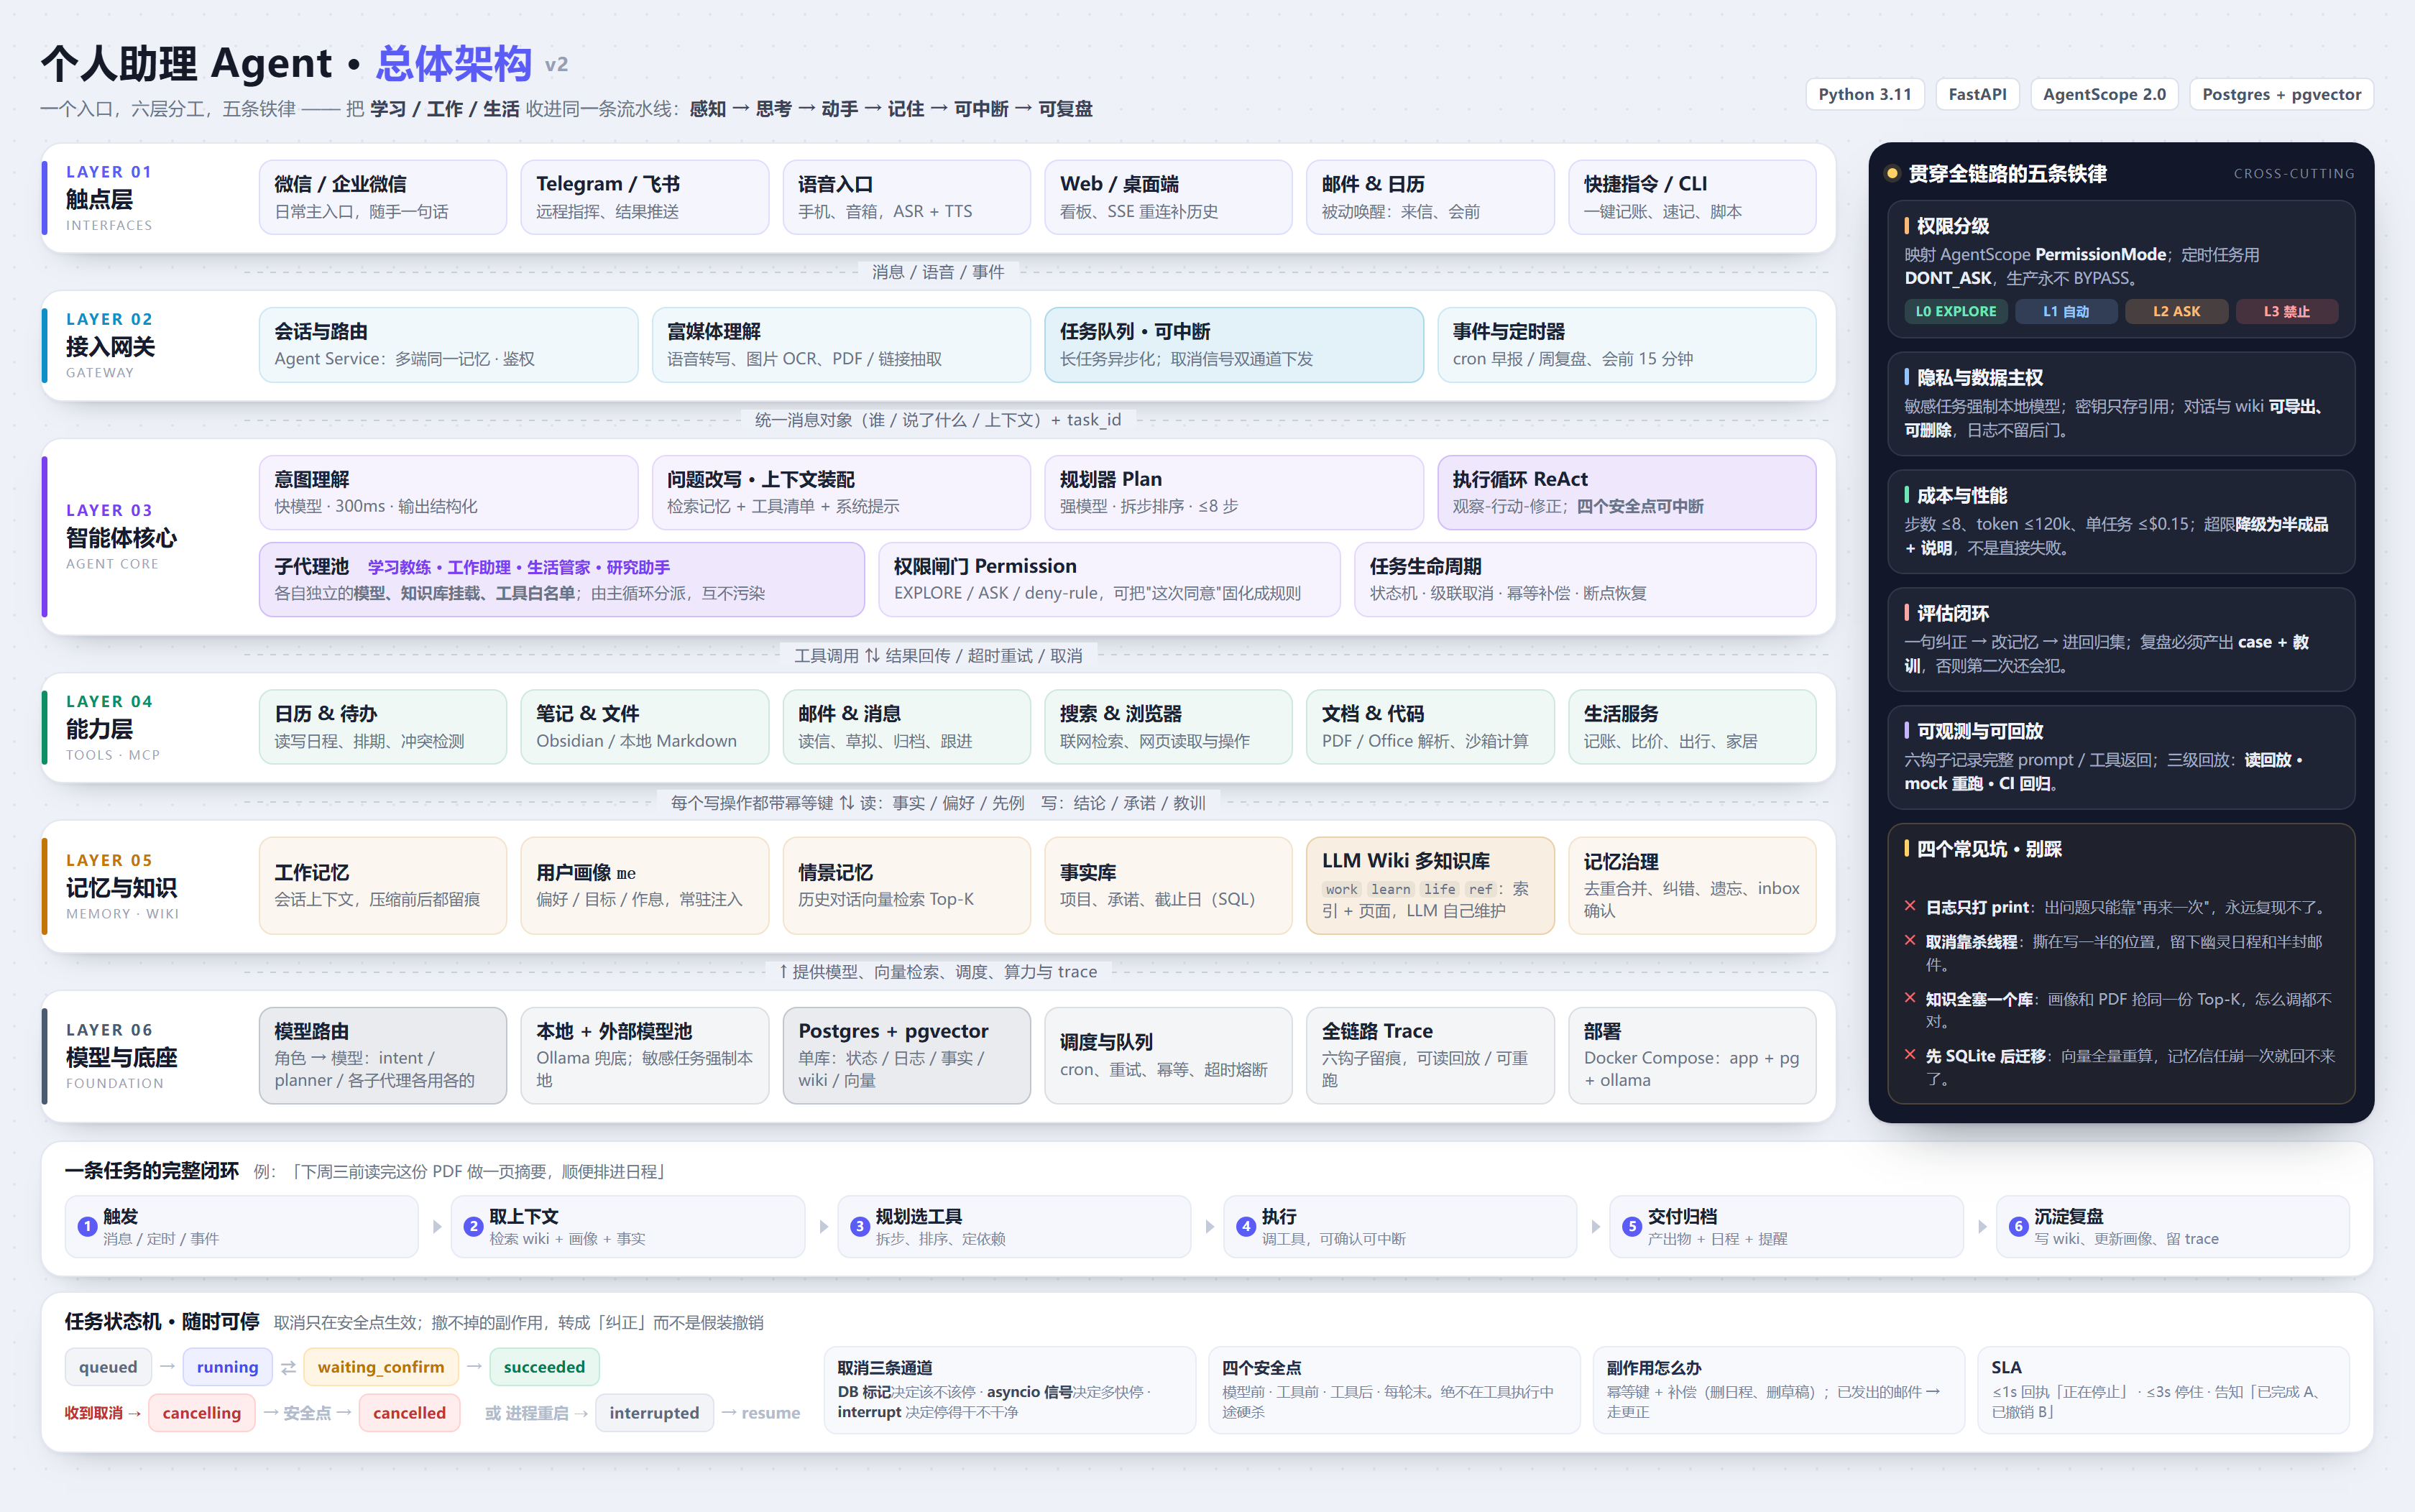 个人助理 Agent · 总体架构 v2
一个入口，六层分工，五条铁律 —— 把 学习 / 工作 / 生活 收进同一条流水线：感知 → 思考 → 动手 → 记住 → 可中断 → 可复盘
Python 3.11
FastAPI
AgentScope 2.0
Postgres + pgvector
LAYER 01
触点层
INTERFACES
微信 / 企业微信
日常主入口，随手一句话
Telegram / 飞书
远程指挥、结果推送
语音入口
手机、音箱，ASR + TTS
Web / 桌面端
看板、SSE 重连补历史
邮件 & 日历
被动唤醒：来信、会前
快捷指令 / CLI
一键记账、速记、脚本
消息 / 语音 / 事件
LAYER 02
接入网关
GATEWAY
会话与路由
Agent Service：多端同一记忆 · 鉴权
富媒体理解
语音转写、图片 OCR、PDF / 链接抽取
任务队列 · 可中断
长任务异步化；取消信号双通道下发
事件与定时器
cron 早报 / 周复盘、会前 15 分钟
统一消息对象（谁 / 说了什么 / 上下文）+ task_id
LAYER 03
智能体核心
AGENT CORE
意图理解
快模型 · 300ms · 输出结构化
问题改写 · 上下文装配
检索记忆 + 工具清单 + 系统提示
规划器 Plan
强模型 · 拆步排序 · ≤8 步
执行循环 ReAct
观察-行动-修正；四个安全点可中断
子代理池 学习教练 · 工作助理 · 生活管家 · 研究助手
各自独立的模型、知识库挂载、工具白名单；由主循环分派，互不污染
权限闸门 Permission
EXPLORE / ASK / deny-rule，可把"这次同意"固化成规则
任务生命周期
状态机 · 级联取消 · 幂等补偿 · 断点恢复
工具调用 ⇅ 结果回传 / 超时重试 / 取消
LAYER 04
能力层
TOOLS · MCP
日历 & 待办
读写日程、排期、冲突检测
笔记 & 文件
Obsidian / 本地 Markdown
邮件 & 消息
读信、草拟、归档、跟进
搜索 & 浏览器
联网检索、网页读取与操作
文档 & 代码
PDF / Office 解析、沙箱计算
生活服务
记账、比价、出行、家居
每个写操作都带幂等键 ⇅ 读：事实 / 偏好 / 先例 写：结论 / 承诺 / 教训
LAYER 05
记忆与知识
MEMORY · WIKI
工作记忆
会话上下文，压缩前后都留痕
用户画像 me
偏好 / 目标 / 作息，常驻注入
情景记忆
历史对话向量检索 Top-K
事实库
项目、承诺、截止日（SQL）
LLM Wiki 多知识库
work learn life ref：索
引 + 页面，LLM 自己维护
记忆治理
去重合并、纠错、遗忘、inbox
确认
↑ 提供模型、向量检索、调度、算力与 trace
LAYER 06
模型与底座
FOUNDATION
模型路由
角色 → 模型：intent /
planner / 各子代理各用各的
本地 + 外部模型池
Ollama 兜底；敏感任务强制本
地
Postgres + pgvector
单库：状态 / 日志 / 事实 /
wiki / 向量
调度与队列
cron、重试、幂等、超时熔断
全链路 Trace
六钩子留痕，可读回放 / 可重
跑
部署
Docker Compose：app + pg
+ ollama
贯穿全链路的五条铁律
CROSS-CUTTING
权限分级
映射 AgentScope PermissionMode；定时任务用
DONT_ASK，生产永不 BYPASS。
L0 EXPLORE
L1 自动
L2 ASK
L3 禁止
隐私与数据主权
敏感任务强制本地模型；密钥只存引用；对话与 wiki 可导出、
可删除，日志不留后门。
成本与性能
步数 ≤8、token ≤120k、单任务 ≤$0.15；超限降级为半成品
+ 说明，不是直接失败。
评估闭环
一句纠正 → 改记忆 → 进回归集；复盘必须产出 case + 教
训，否则第二次还会犯。
可观测与可回放
六钩子记录完整 prompt / 工具返回；三级回放：读回放 ·
mock 重跑 · CI 回归。
四个常见坑 · 别踩
✕ 日志只打 print：出问题只能靠"再来一次"，永远复现不了。
✕ 取消靠杀线程：撕在写一半的位置，留下幽灵日程和半封邮
件。
✕ 知识全塞一个库：画像和 PDF 抢同一份 Top-K，怎么调都不
对。
✕ 先 SQLite 后迁移：向量全量重算，记忆信任崩一次就回不来
了。
一条任务的完整闭环 例：「下周三前读完这份 PDF 做一页摘要，顺便排进日程」
1 触发
消息 / 定时 / 事件
2 取上下文
检索 wiki + 画像 + 事实
3 规划选工具
拆步、排序、定依赖
4 执行
调工具，可确认可中断
5 交付归档
产出物 + 日程 + 提醒
6 沉淀复盘
写 wiki、更新画像、留 trace
任务状态机 · 随时可停 取消只在安全点生效；撤不掉的副作用，转成「纠正」而不是假装撤销
queued → running ⇄ waiting_confirm → succeeded
收到取消 → cancelling → 安全点 → cancelled 或 进程重启 → interrupted → resume
取消三条通道
DB 标记决定该不该停 · asyncio 信号决定多快停 ·
interrupt 决定停得干不干净
四个安全点
模型前 · 工具前 · 工具后 · 每轮末。绝不在工具执行中
途硬杀
副作用怎么办
幂等键 + 补偿（删日程、删草稿）；已发出的邮件 →
走更正
SLA
≤1s 回执「正在停止」 · ≤3s 停住 · 告知「已完成 A、
已撤销 B」